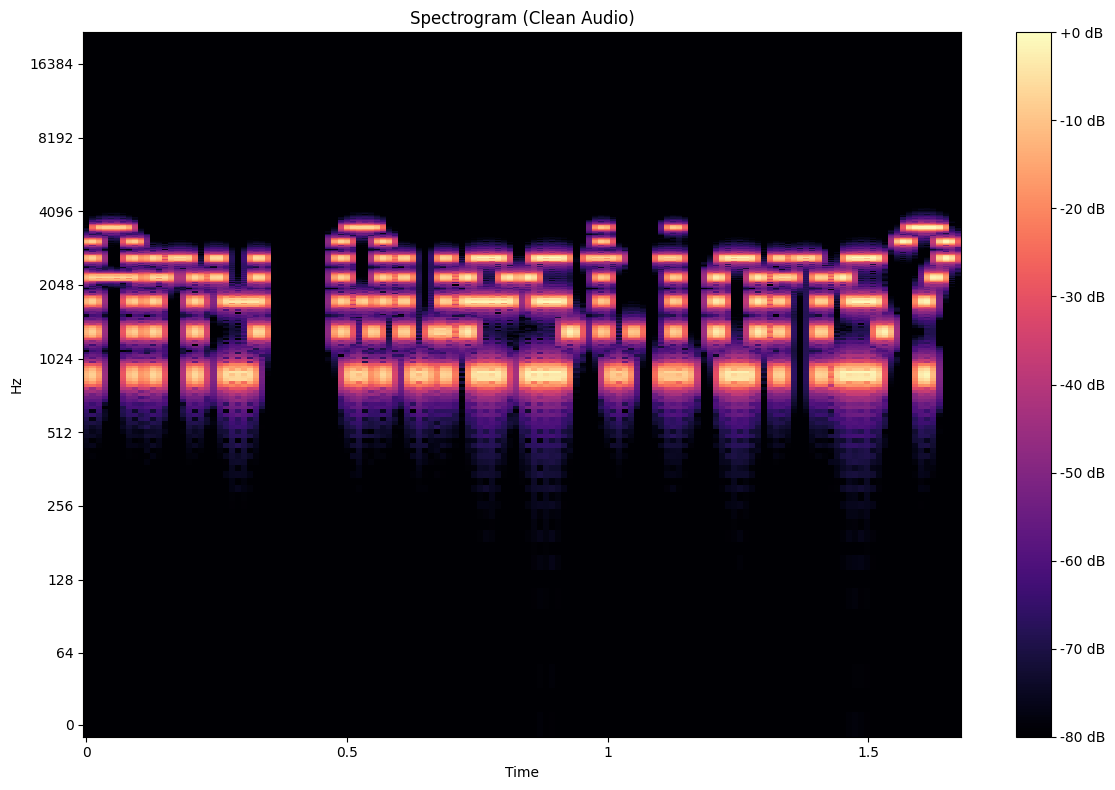 Spectrogram (Clean Audio)
16384
8192
4096
2048
1024
512
256
128
64
0
Hz
0
0.5
1
1.5
Time
+0 dB
-10 dB
-20 dB
-30 dB
-40 dB
-50 dB
-60 dB
-70 dB
-80 dB